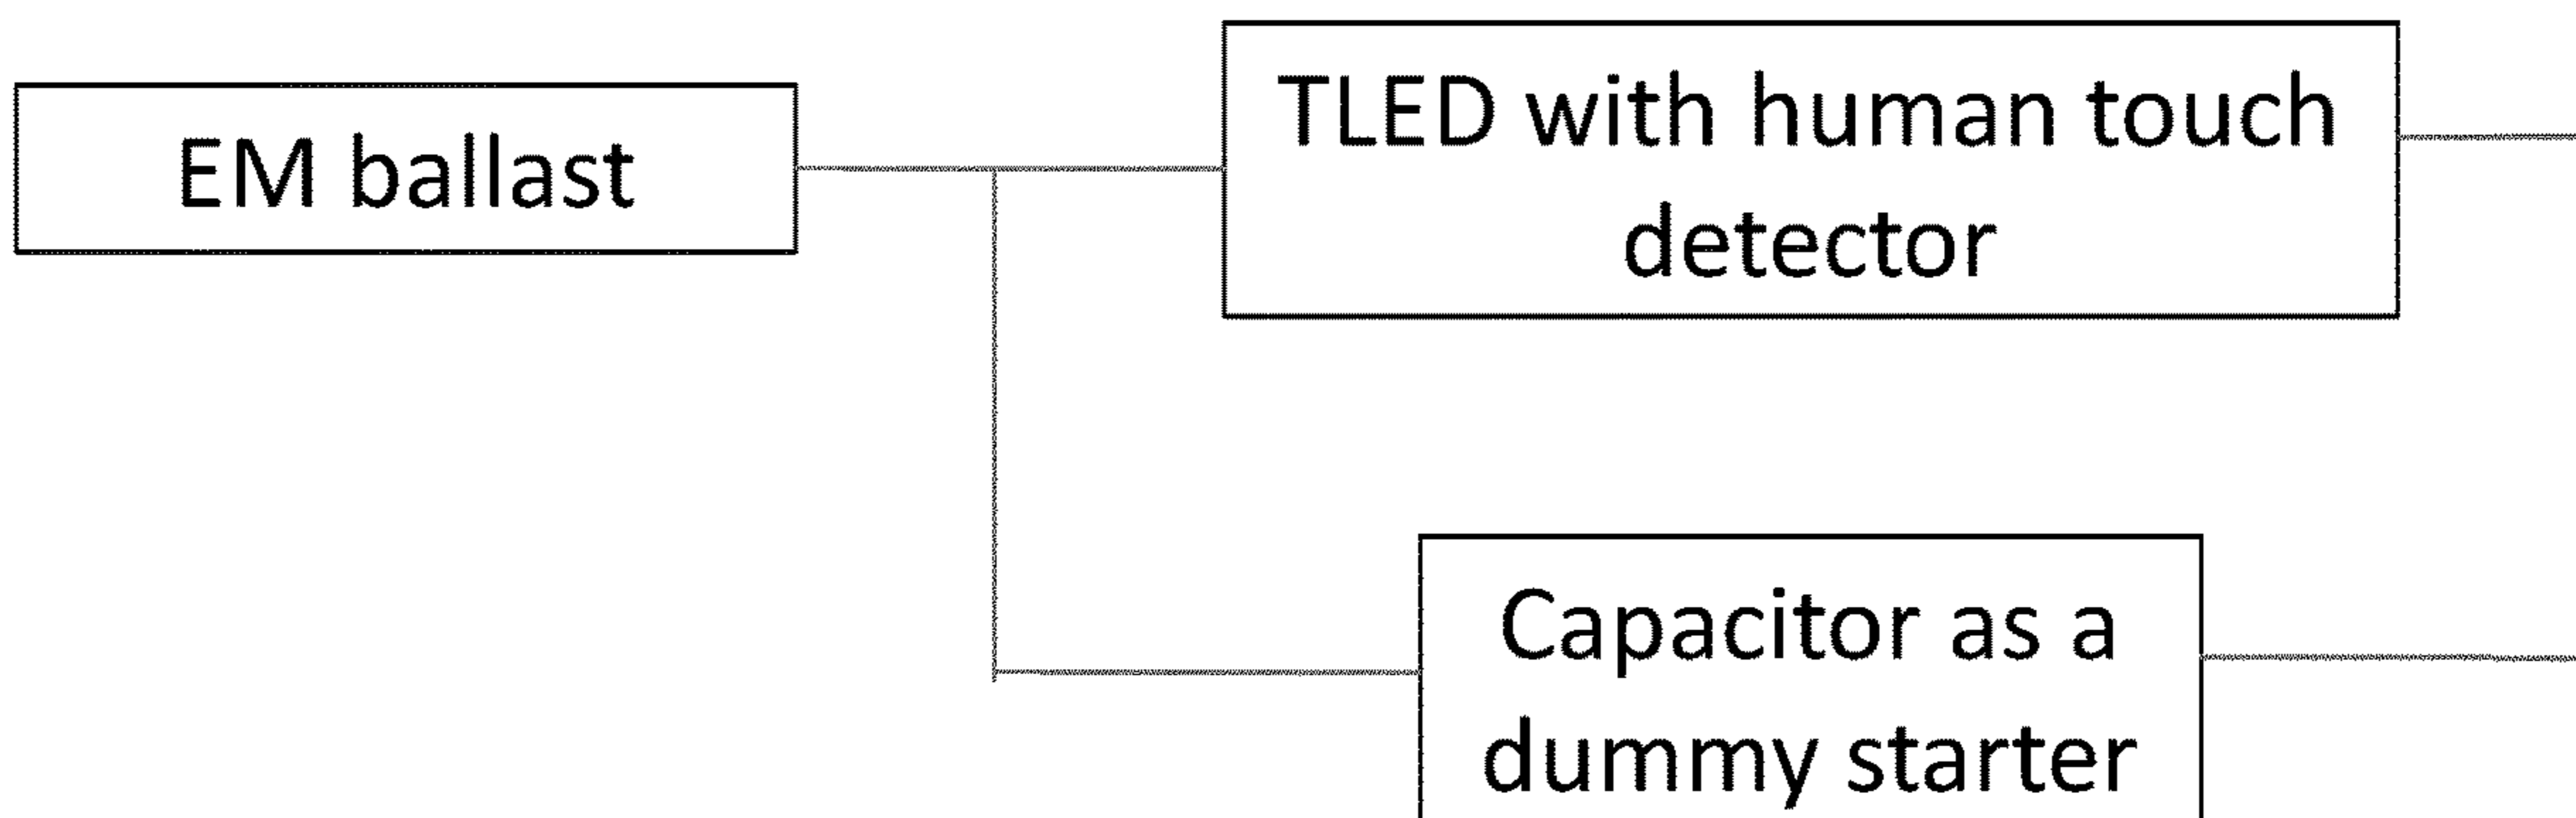 EM ballast
TLED with human touch
detector
Capacitor as a
dummy starter